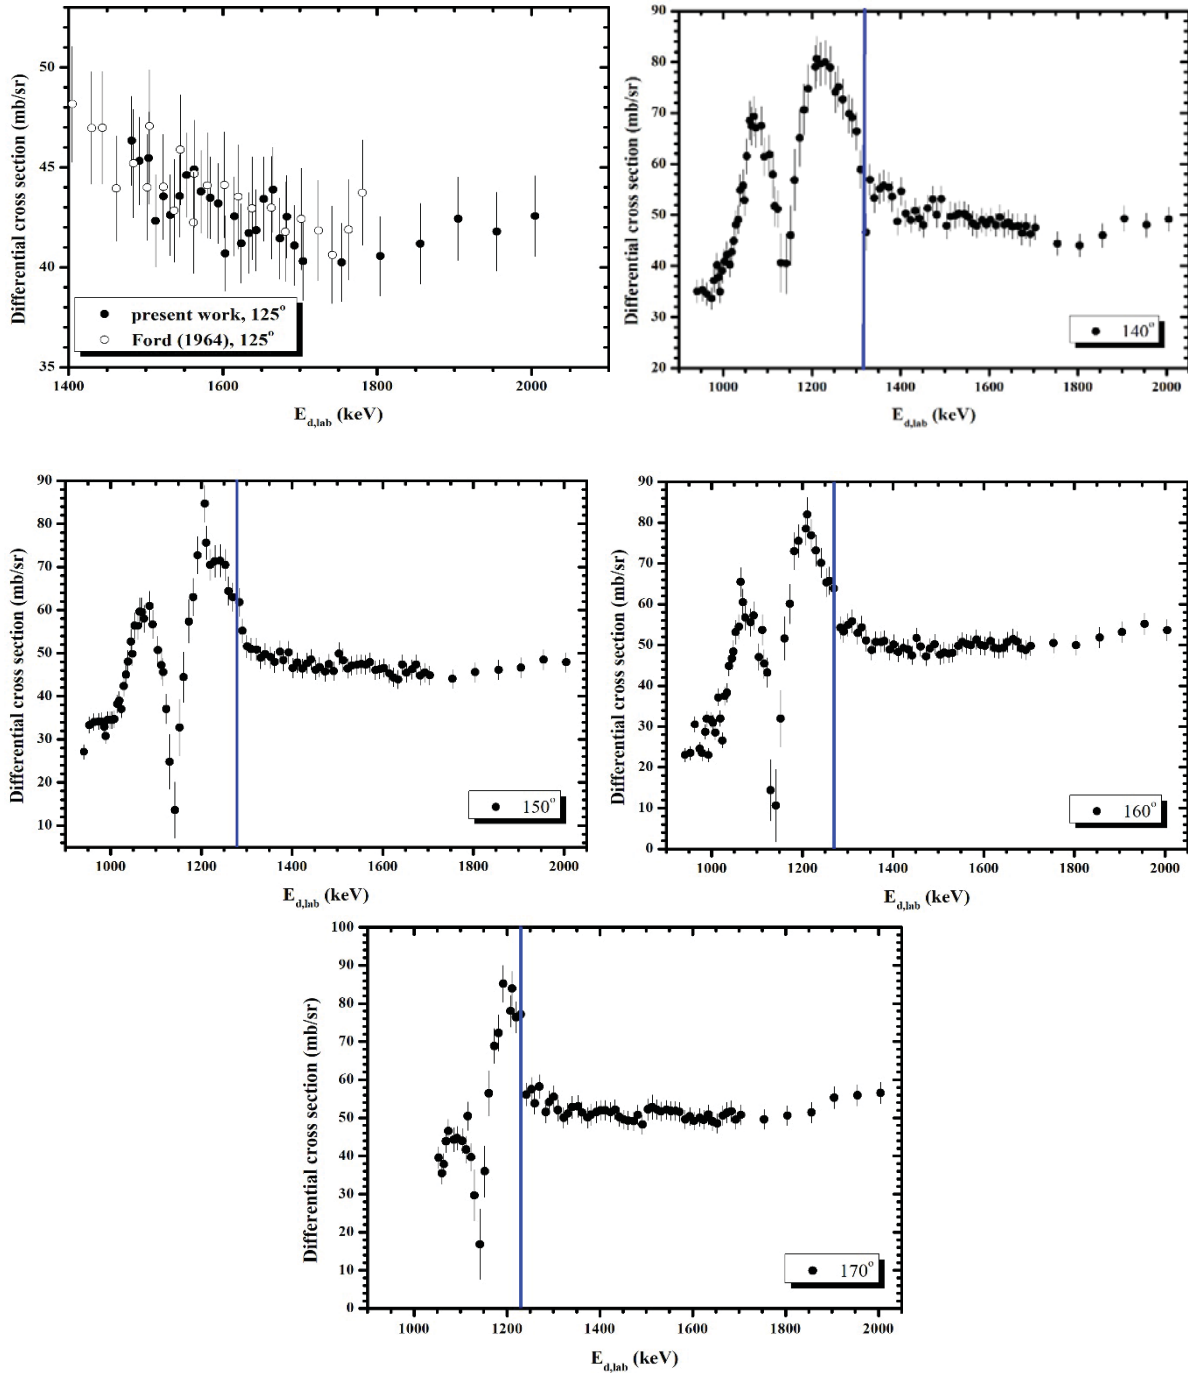 50
45
40
35
Differential cross section (mb/sr)
present work, 125°
Ford (1964), 125°
1400 1600 1800 2000
E_d,lab (keV)
90
80
70
60
50
40
30
20
Differential cross section (mb/sr)
140°
1000 1200 1400 1600 1800 2000
E_d,lab (keV)
90
80
70
60
50
40
30
20
10
Differential cross section (mb/sr)
150°
1000 1200 1400 1600 1800 2000
E_d,lab (keV)
90
80
70
60
50
40
30
20
10
0
Differential cross section (mb/sr)
160°
1000 1200 1400 1600 1800 2000
E_d,lab (keV)
100
90
80
70
60
50
40
30
20
10
0
Differential cross section (mb/sr)
170°
1000 1200 1400 1600 1800 2000
E_d,lab (keV)